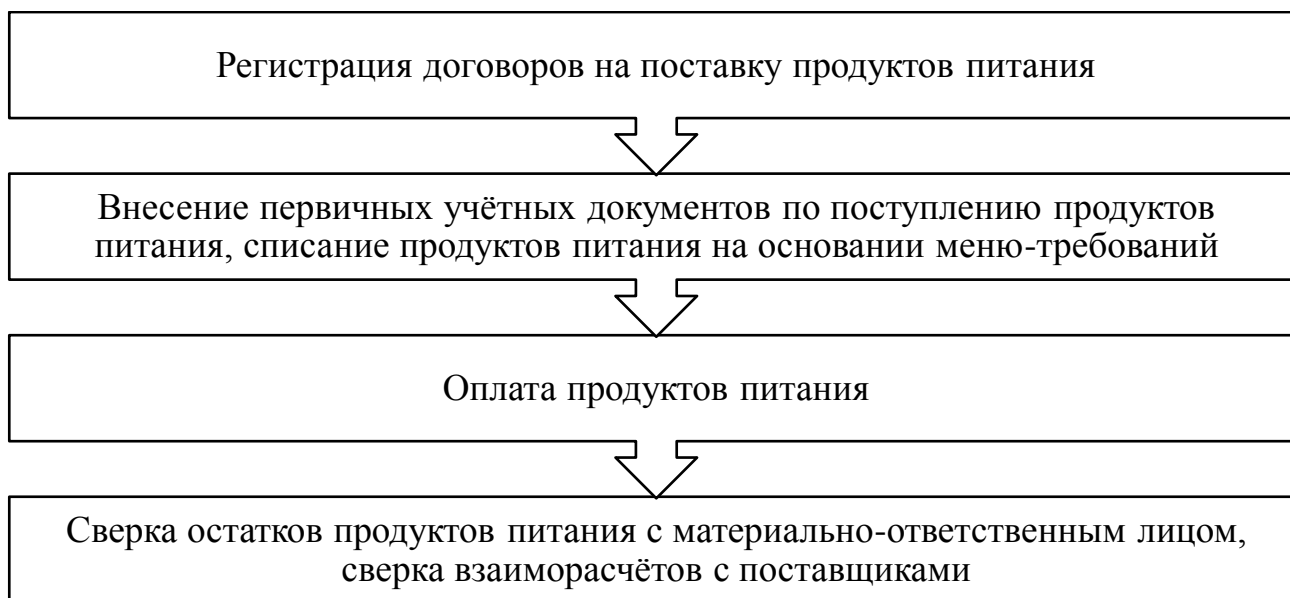 Регистрация договоров на поставку продуктов питания
Внесение первичных учётных документов по поступлению продуктов
питания, списание продуктов питания на основании меню-требований
Оплата продуктов питания
Сверка остатков продуктов питания с материально-ответственным лицом,
сверка взаиморасчётов с поставщиками